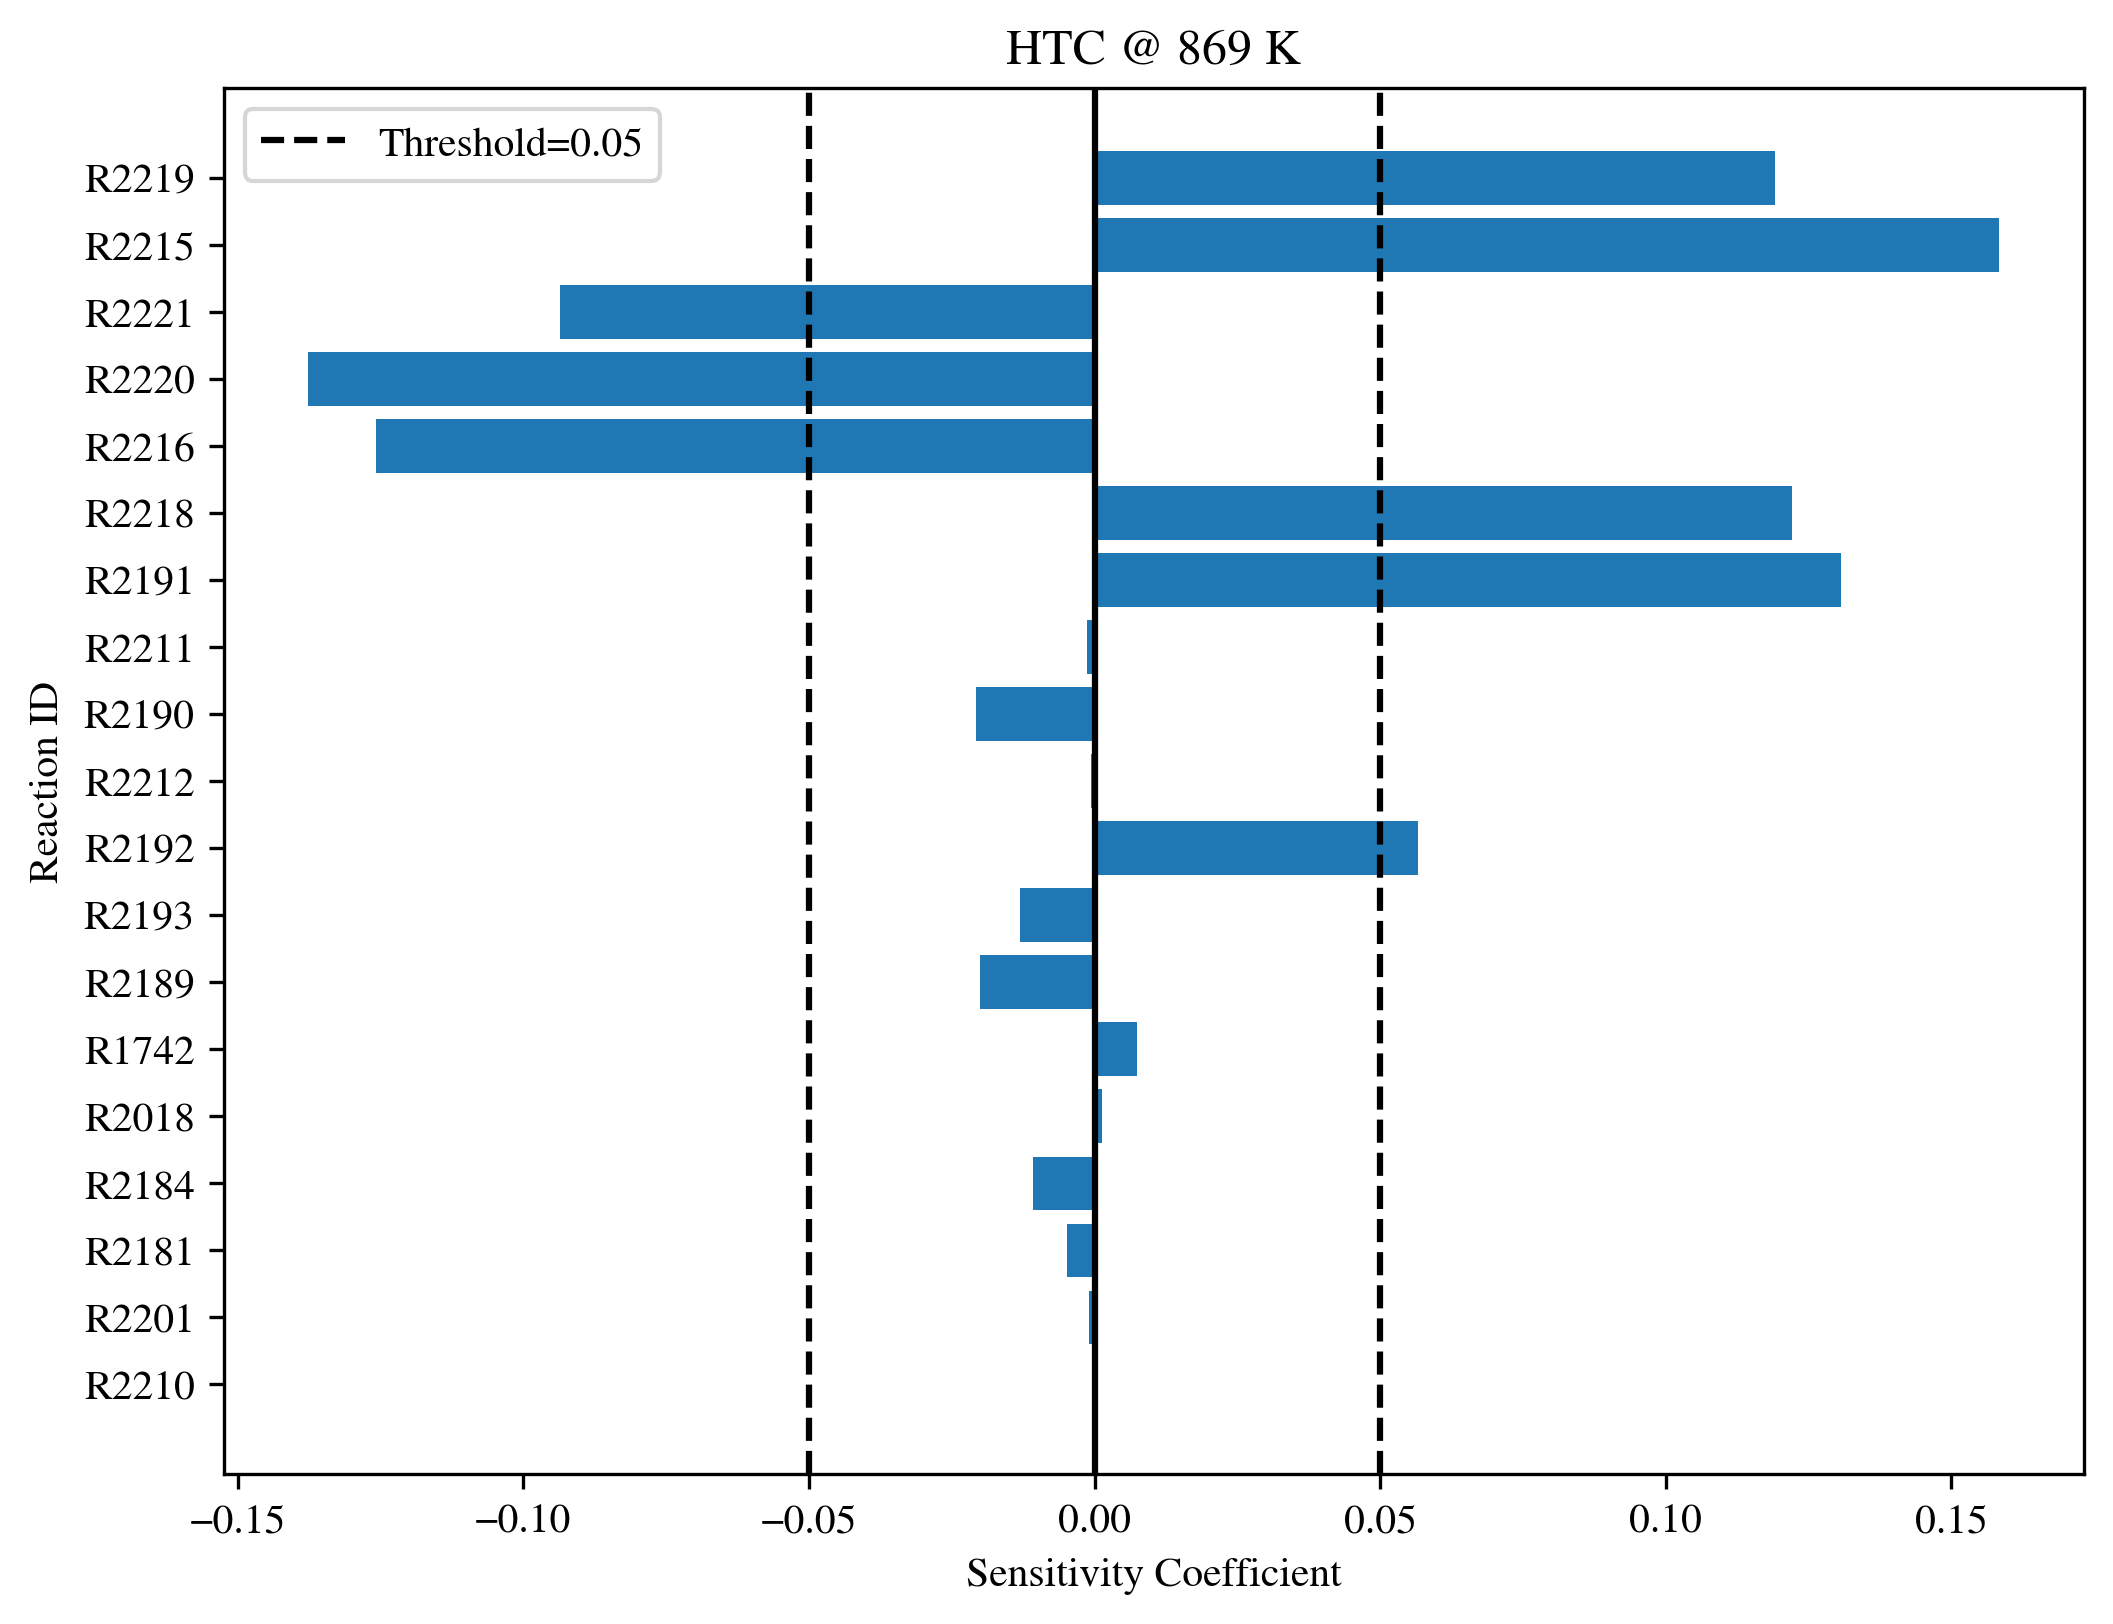 HTC @ 869 K
Threshold=0.05
R2219
R2215
R2221
R2220
R2216
R2218
R2191
R2211
R2190
R2212
R2192
R2193
R2189
R1742
R2018
R2184
R2181
R2201
R2210
Reaction ID
−0.15 −0.10 −0.05 0.00 0.05 0.10 0.15
Sensitivity Coefficient